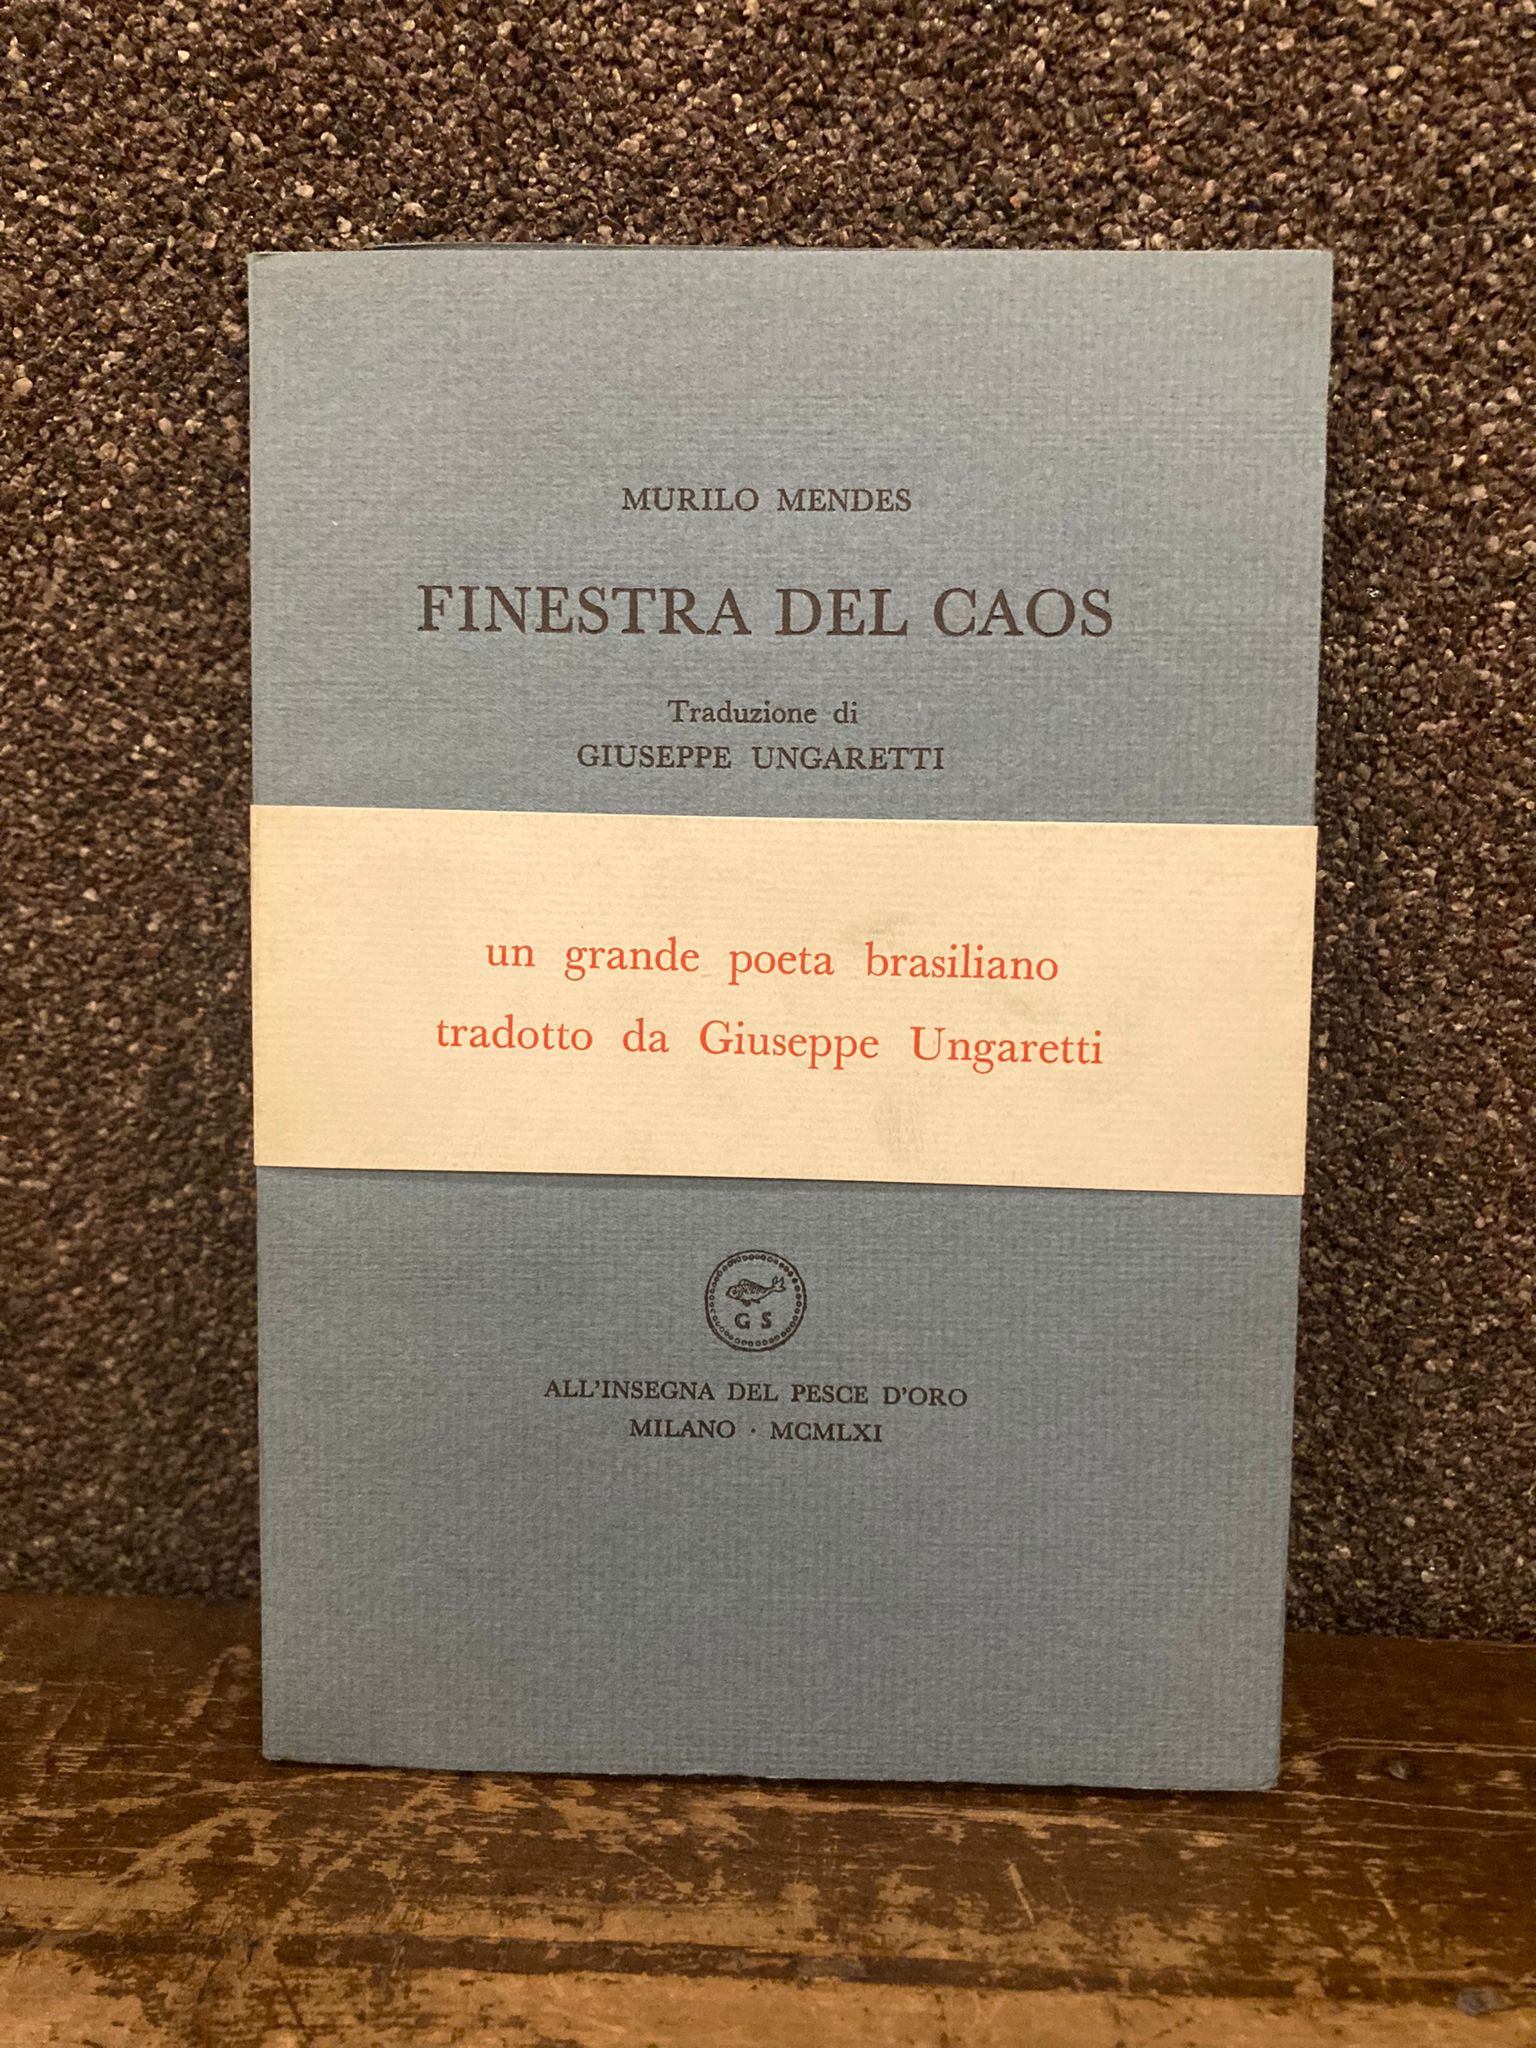 MURILO MENDES
FINESTRA DEL CAOS
Traduzione di
GIUSEPPE UNGARETTI
un grande poeta brasiliano
tradotto da Giuseppe Ungaretti
G S
ALL'INSEGNA DEL PESCE D'ORO
MILANO · MCMLXI